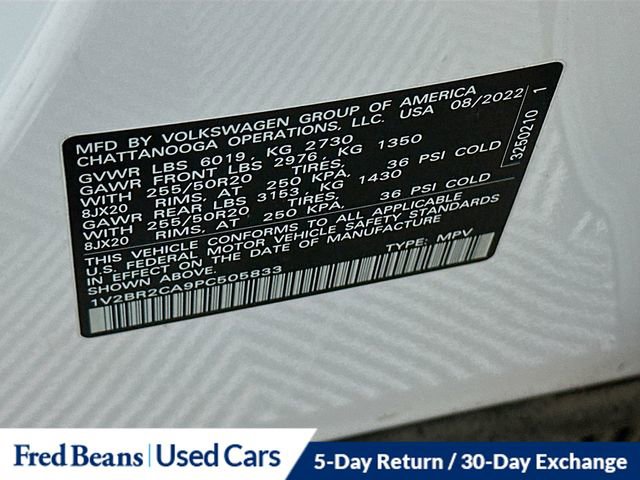 MFD BY VOLKSWAGEN GROUP OF AMERICA
CHATTANOOGA OPERATIONS, LLC. USA 08/2022
GVWR LBS 6019, KG 2730
GAWR FRONT LBS 2976, KG 1350
WITH 255/50R20 TIRES,
8JX20 RIMS, AT 250 KPA, 36 PSI COLD
GAWR REAR LBS 3153, KG 1430
WITH 255/50R20 TIRES,
8JX20 RIMS, AT 250 KPA, 36 PSI COLD
THIS VEHICLE CONFORMS TO ALL APPLICABLE
U.S. FEDERAL MOTOR VEHICLE SAFETY STANDARDS
IN EFFECT ON THE DATE OF MANUFACTURE
SHOWN ABOVE. TYPE: MPV
1V2BR2CA9PC505833
3250210 1
Fred Beans Used Cars
5-Day Return / 30-Day Exchange